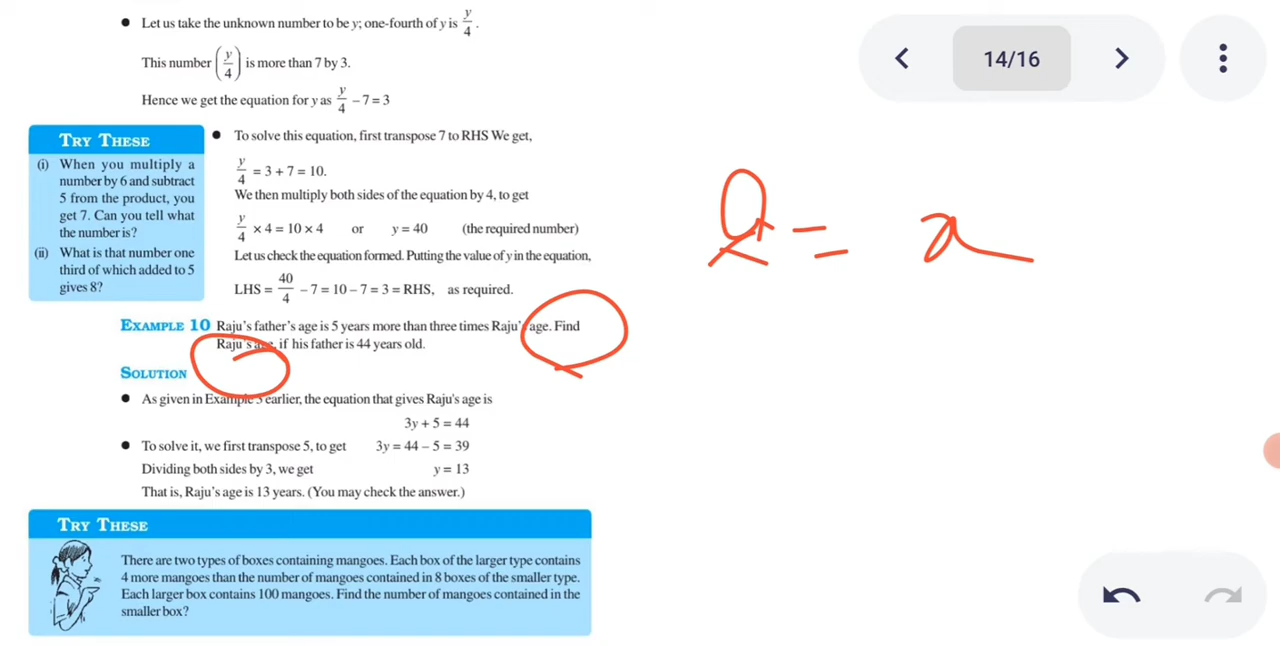 Let us take the unknown number to be y; one-fourth of y is y/4.
This number (y/4) is more than 7 by 3.
Hence we get the equation for y as y/4 – 7 = 3
14/16
TRY THESE
(i) When you multiply a
number by 6 and subtract
5 from the product, you
get 7. Can you tell what
the number is?
(ii) What is that number one
third of which added to 5
gives 8?
• To solve this equation, first transpose 7 to RHS We get,
y/4 = 3 + 7 = 10.
We then multiply both sides of the equation by 4, to get
y/4 × 4 = 10 × 4 or y = 40 (the required number)
Let us check the equation formed. Putting the value of y in the equation,
LHS = 40/4 – 7 = 10 – 7 = 3 = RHS, as required.
EXAMPLE 10 Raju's father's age is 5 years more than three times Raju's age. Find
Raju's age, if his father is 44 years old.
SOLUTION
• As given in Example 3 earlier, the equation that gives Raju's age is
3y + 5 = 44
• To solve it, we first transpose 5, to get 3y = 44 – 5 = 39
Dividing both sides by 3, we get y = 13
That is, Raju's age is 13 years. (You may check the answer.)
TRY THESE
There are two types of boxes containing mangoes. Each box of the larger type contains
4 more mangoes than the number of mangoes contained in 8 boxes of the smaller type.
Each larger box contains 100 mangoes. Find the number of mangoes contained in the
smaller box?